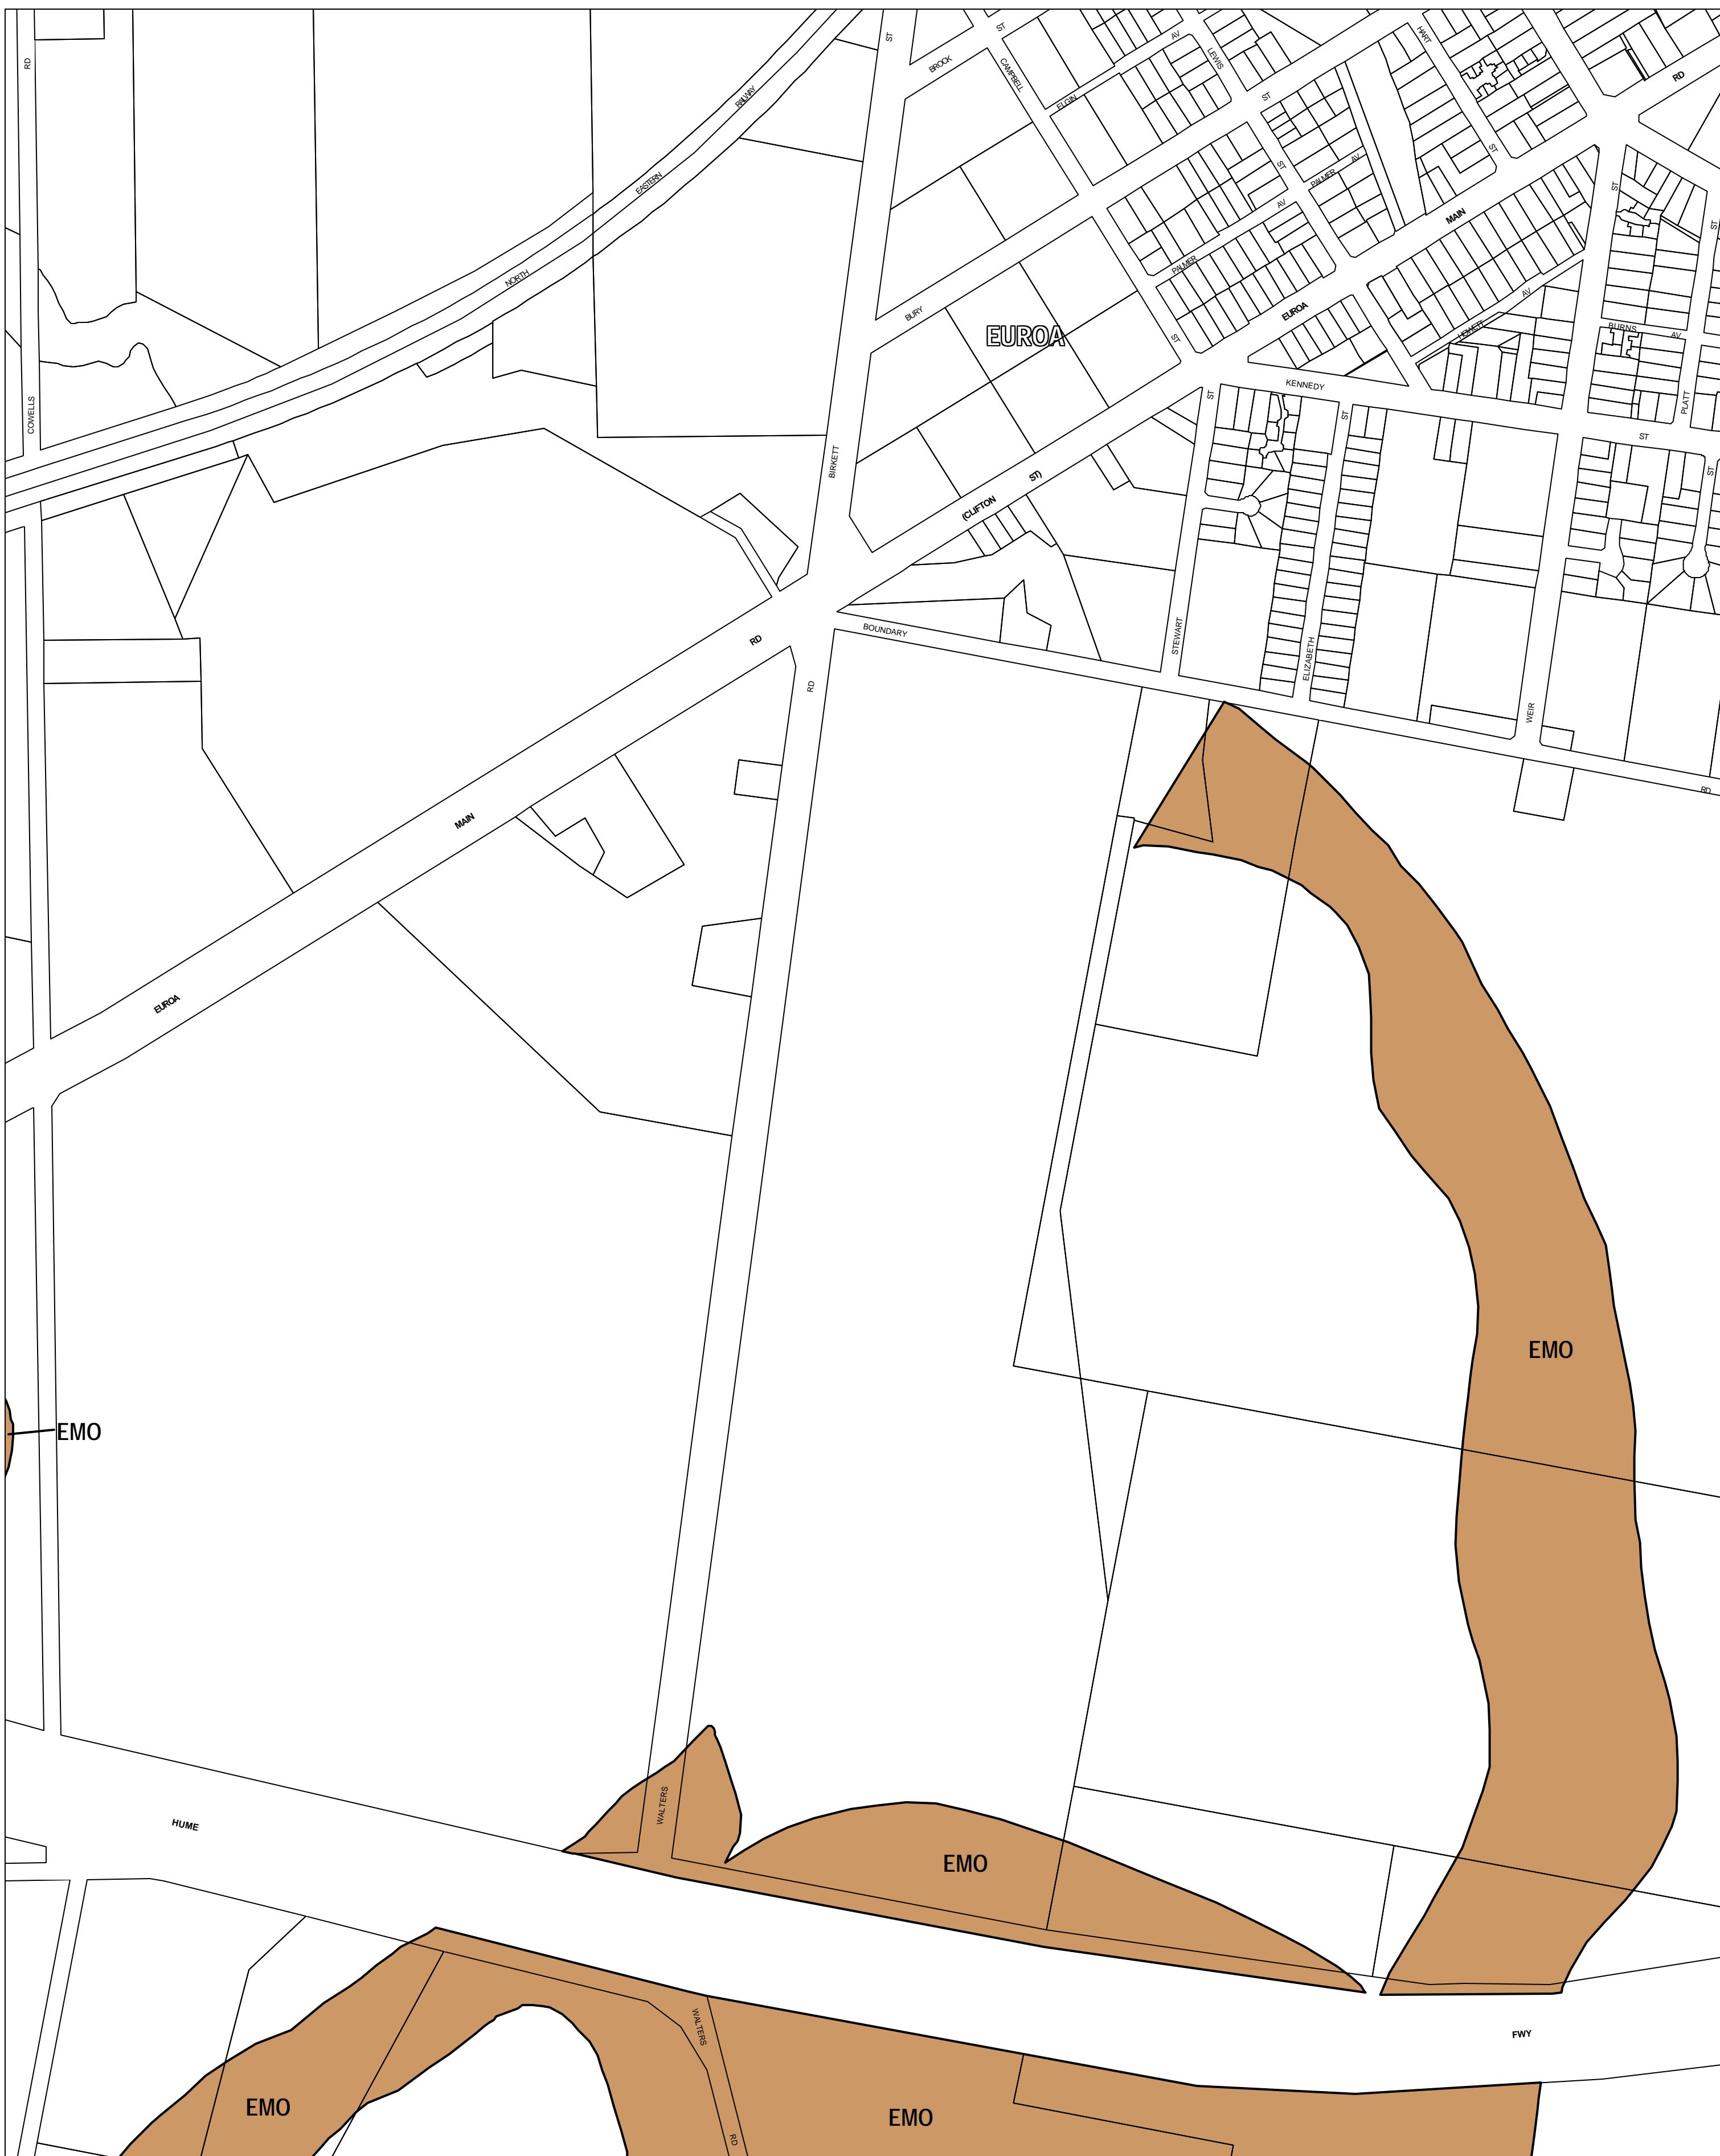 RD
ST
ST
AV
HART
BROCK
CAMPBELL
LEWIS
RD
RAILWAY
ELGIN
ST
ST
EASTERN
ST
AV
PALMER
ST
AV
MAIN
ST
NORTH
PALMER
AV
BURY
EUROA
EUROA
ST
HEWITT
BURNS
AV
KENNEDY
COWELLS
ST
ST
PLATT
ST
BIRKETT
ST
ST)
(CLIFTON
BOUNDARY
RD
STEWART
ELIZABETH
RD
WEIR
RD
MAIN
EUROA
EMO
EMO
WALTERS
HUME
EMO
WALTERS
FWY
EMO
EMO
RD